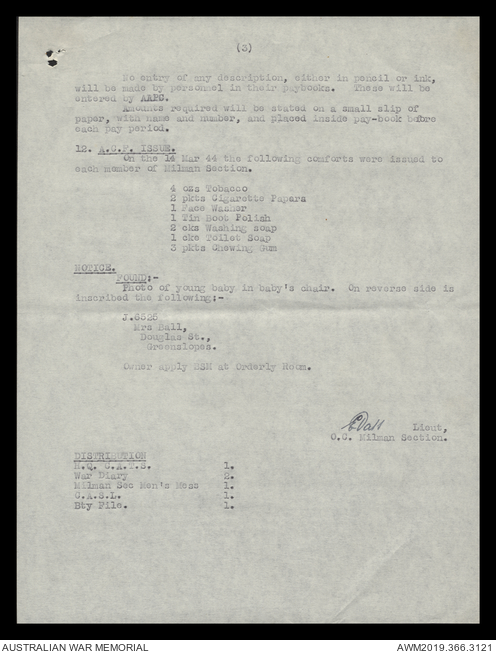 (3)
No entry of any description, either in pencil or ink,
will be made by personnel in their paybooks. These will be
entered by AAPC.
Amounts required will be stated on a small slip of
paper, with name and number, and placed inside pay-book before
each pay period.
12. A.C.F. ISSUE.
On the 14 Mar 44 the following comforts were issued to
each member of Milman Section.
4 ozs Tobacco
2 pkts Cigarette Papers
1 Face Washer
1 Tin Boot Polish
2 cks Washing soap
1 cke Toilet Soap
3 pkts Chewing Gum
NOTICE.
FOUND:-
Photo of young baby in baby's chair. On reverse side is
inscribed the following:-
J.6525
Mrs Ball,
Douglas St.,
Greenslopes.
Owner apply BSM at Orderly Room.
Lieut,
O.C. Milman Section.
DISTRIBUTION
H.Q. C.A.T.S. 1.
War Diary 2.
Milman Sec Men's Mess 1.
G.A.S.L. 1.
Bty File. 1.
AUSTRALIAN WAR MEMORIAL
AWM2019.366.3121